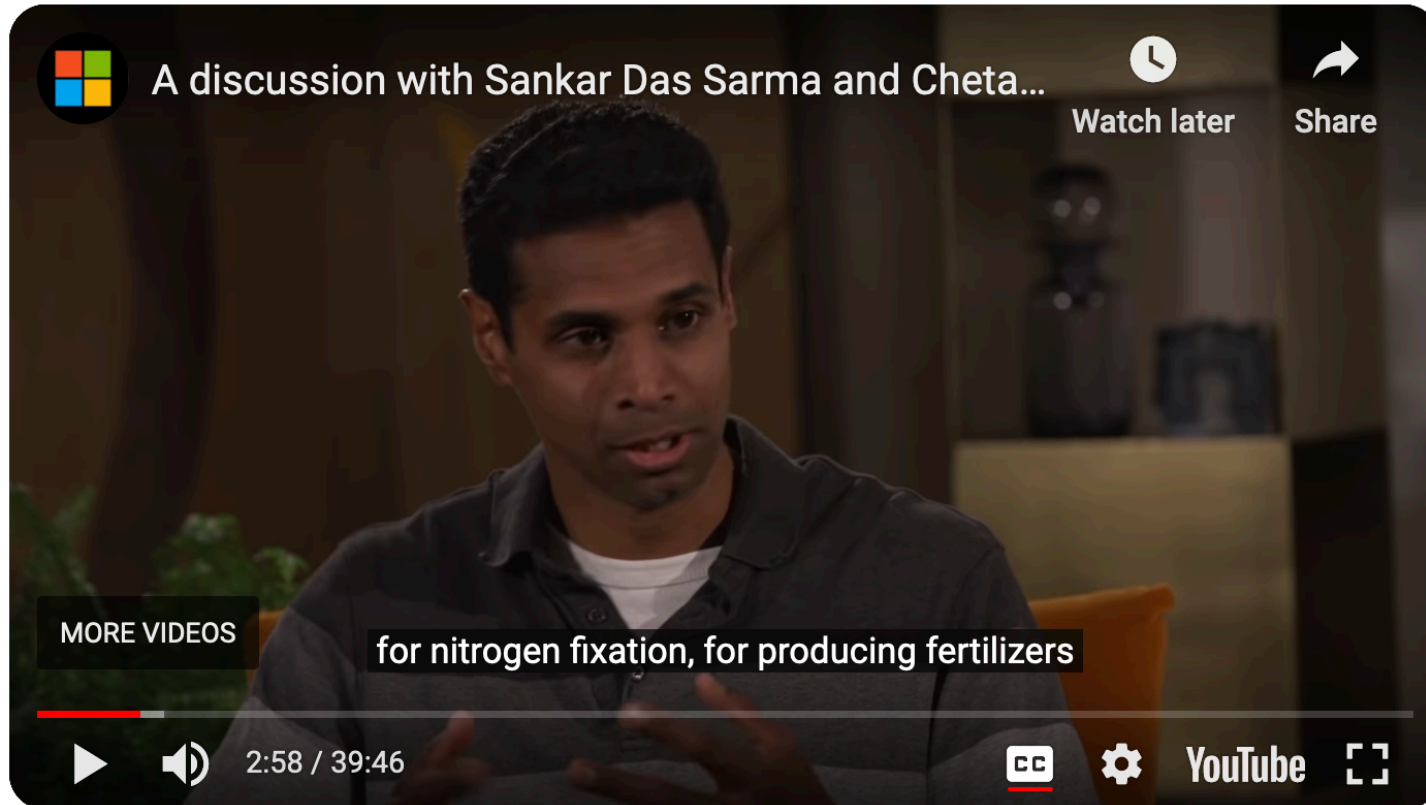 A discussion with Sankar Das Sarma and Cheta...
Watch later
Share
MORE VIDEOS
for nitrogen fixation, for producing fertilizers
2:58 / 39:46
CC
YouTube